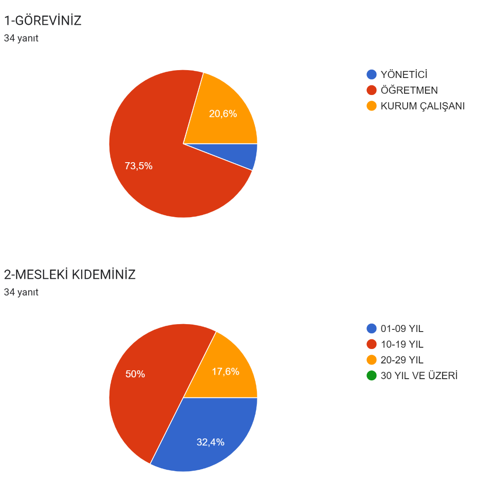 1-GÖREVİNİZ
34 yanıt
YÖNETİCİ
ÖĞRETMEN
KURUM ÇALIŞANI
20,6%
73,5%
2-MESLEKİ KIDEMİNİZ
34 yanıt
01-09 YIL
10-19 YIL
20-29 YIL
30 YIL VE ÜZERİ
50%
17,6%
32,4%